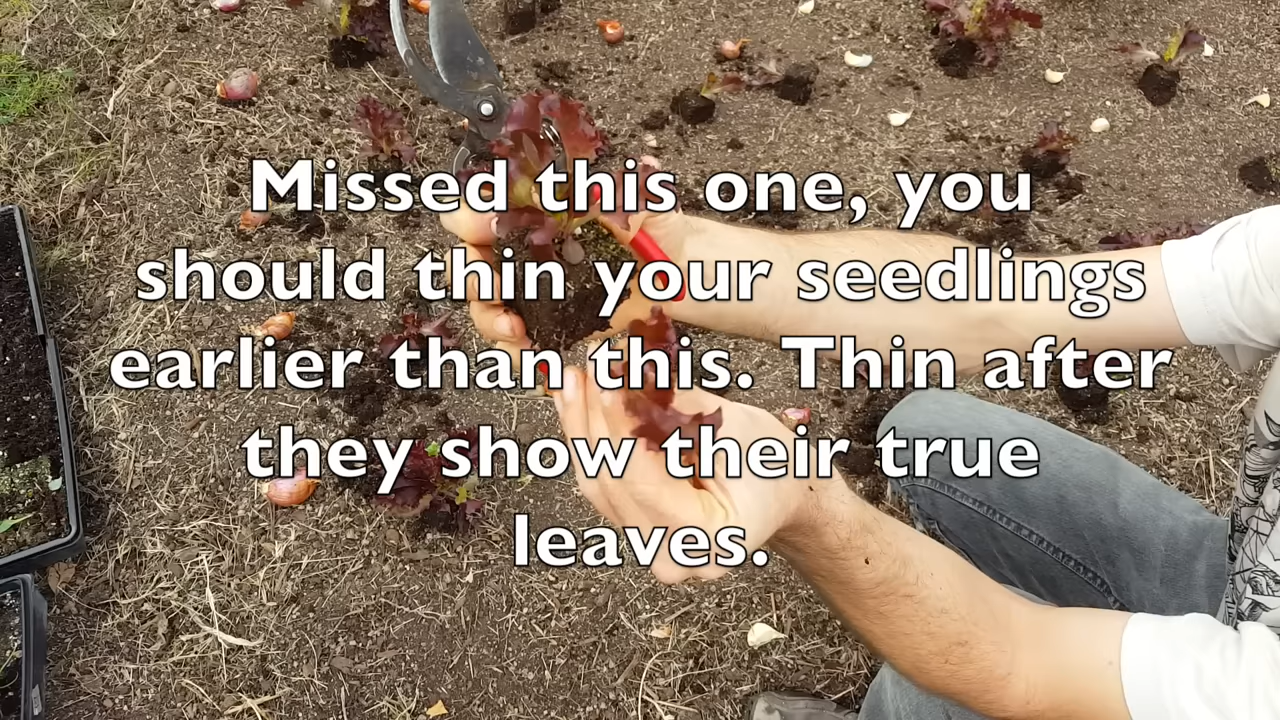 Missed this one, you
should thin your seedlings
earlier than this. Thin after
they show their true
leaves.